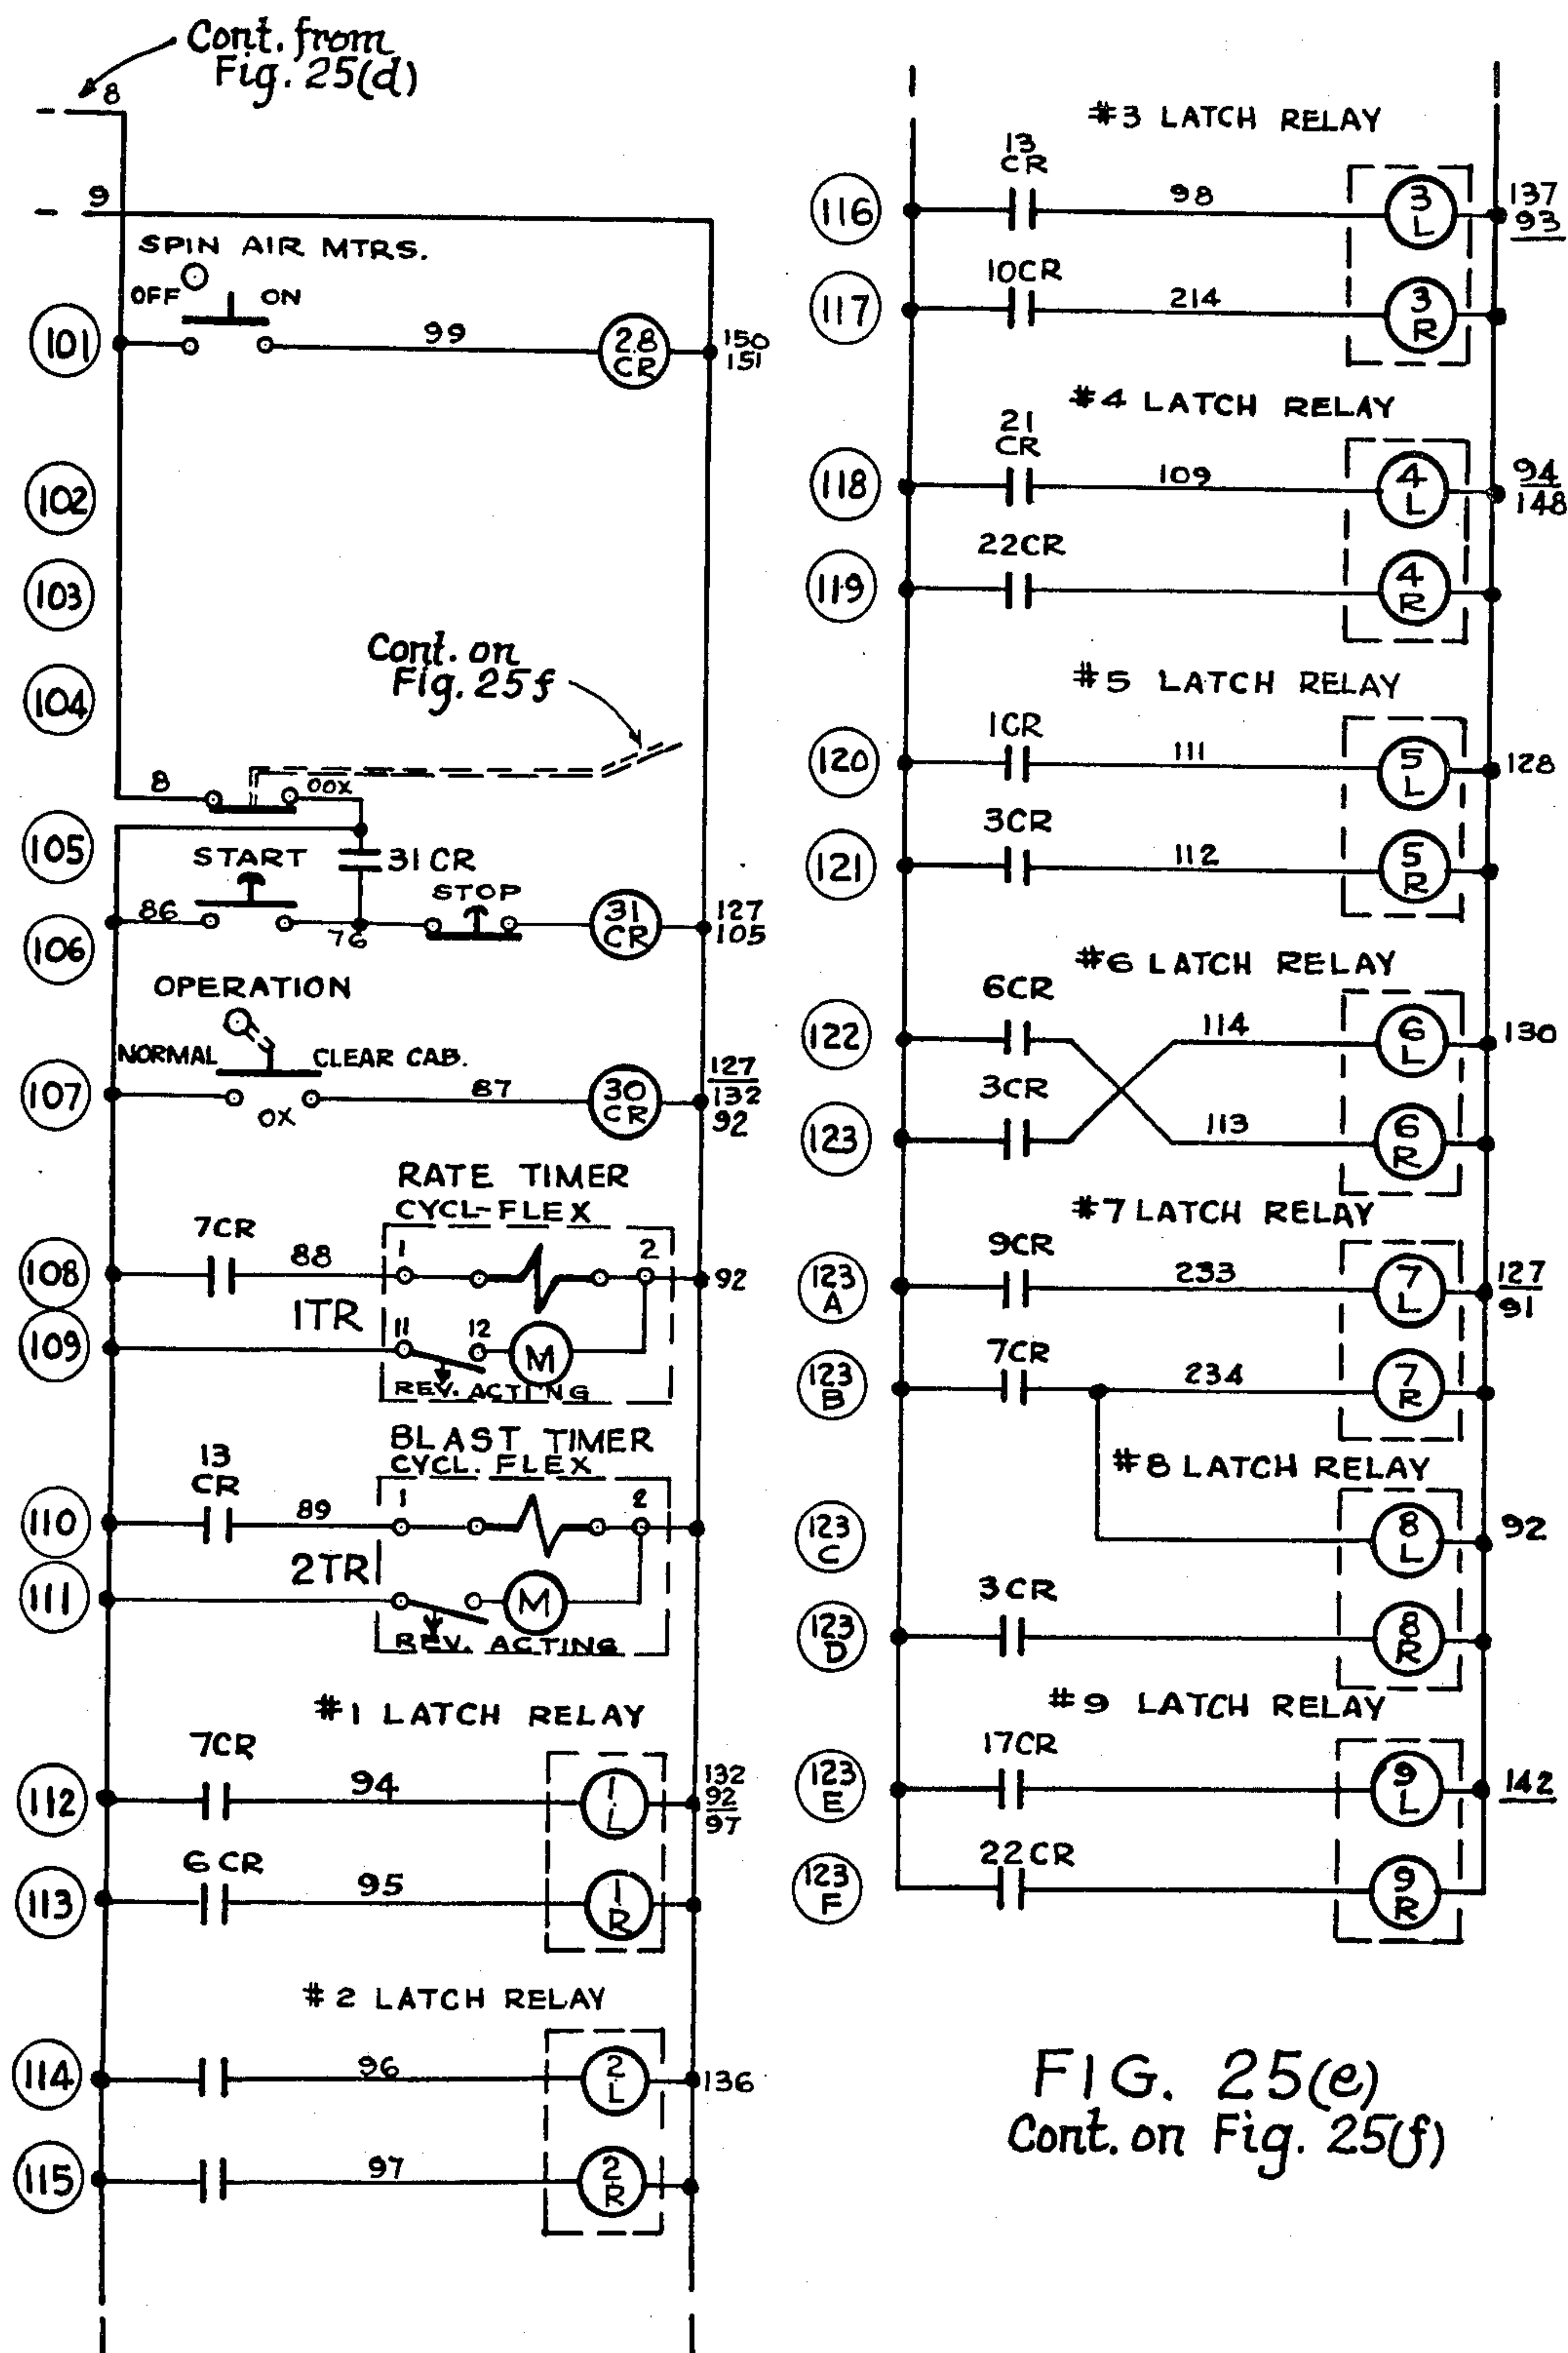 Cont. from
Fig. 25(d)
8
9
SPIN AIR MTRS.
OFF ON
101 99 28 CR 150 151
102
103
104
Cont. on
Fig. 25f
8 OOX
105 START 31CR STOP
106 86 76 31 CR 127 105
OPERATION
NORMAL CLEAR CAB.
107 OX 87 30 CR 127 132 92
RATE TIMER
CYCL-FLEX
7CR
108 88 1 2 92
1TR
109 11 12 M
REV. ACTING
BLAST TIMER
CYCL. FLEX
13 CR
110 89 1 2
2TR
111 M
REV. ACTING
#1 LATCH RELAY
7CR
112 94 1 L 132 92 97
6CR
113 95 1 R
#2 LATCH RELAY
114 96 2 L 136
115 97 2 R
#3 LATCH RELAY
13 CR
116 98 3 L 137 93
10CR
117 214 3 R
#4 LATCH RELAY
21 CR
118 109 4 L 94 148
22CR
119 4 R
#5 LATCH RELAY
1CR
120 111 5 L 128
3CR
121 112 5 R
#6 LATCH RELAY
6CR
122 114 6 L 130
3CR
123 113 6 R
#7 LATCH RELAY
9CR
123 A 233 7 L 127 91
7CR
123 B 234 7 R
#8 LATCH RELAY
123 C 8 L 92
3CR
123 D 8 R
#9 LATCH RELAY
17CR
123 E 9 L 142
22CR
123 F 9 R
FIG. 25(e)
Cont. on Fig. 25(f)